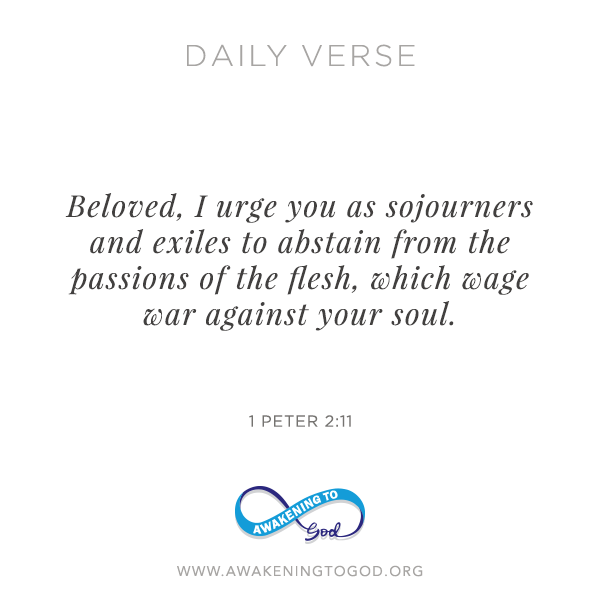 DAILY VERSE
Beloved, I urge you as sojourners
and exiles to abstain from the
passions of the flesh, which wage
war against your soul.
1 PETER 2:11
AWAKENING TO
God
WWW.AWAKENINGTOGOD.ORG